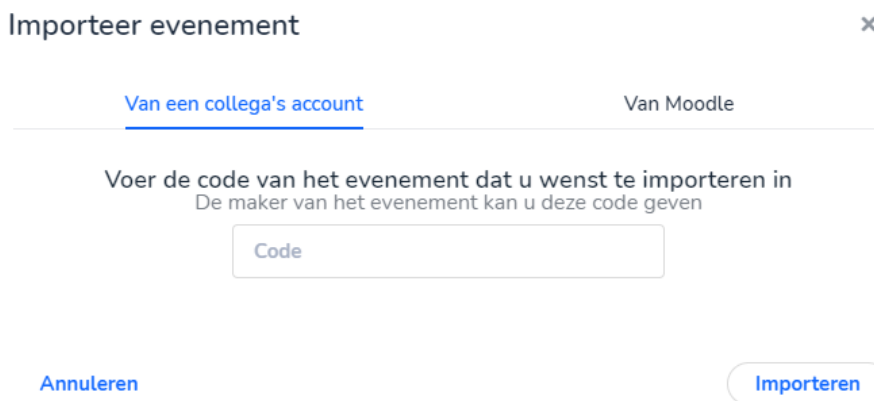 Importeer evenement
Van een collega's account
Van Moodle
Voer de code van het evenement dat u wenst te importeren in
De maker van het evenement kan u deze code geven
Code
Annuleren
Importeren